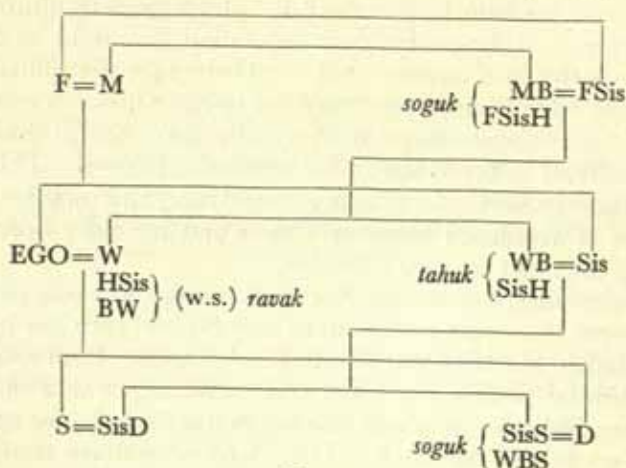 F=M soguk { MB=FSis
FSisH
EGO=W tahuk { WB=Sis
HSis } (w.s.) ravak SisH
BW
S=SisD soguk { SisS=D
WBS